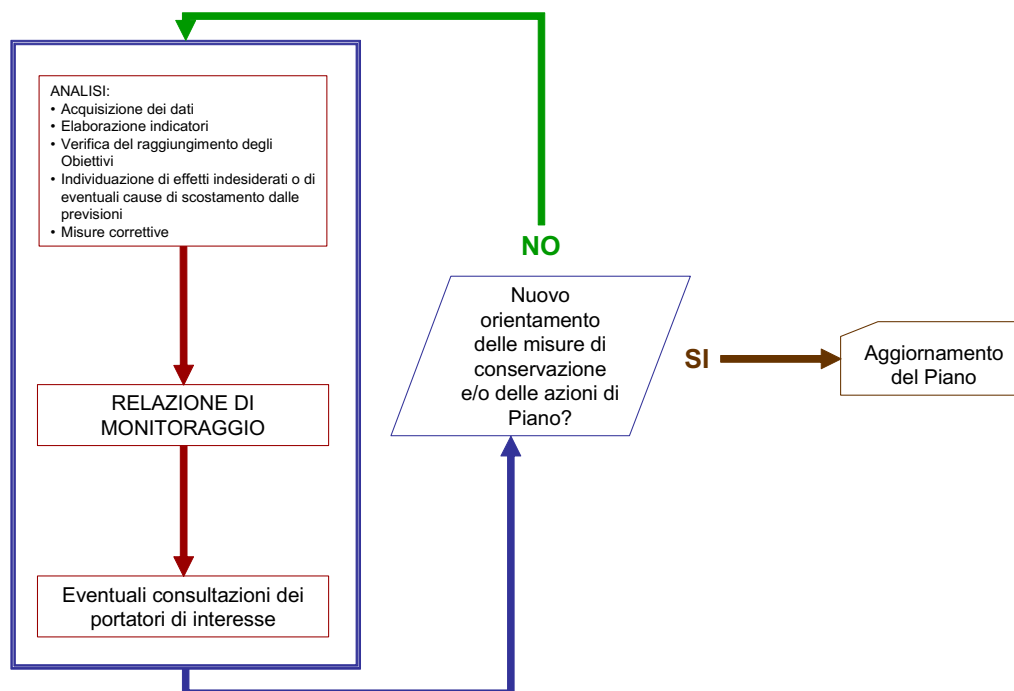 ANALISI:
• Acquisizione dei dati
• Elaborazione indicatori
• Verifica del raggiungimento degli
Obiettivi
• Individuazione di effetti indesiderati o di
eventuali cause di scostamento dalle
previsioni
• Misure correttive
RELAZIONE DI
MONITORAGGIO
Eventuali consultazioni dei
portatori di interesse
NO
Nuovo
orientamento
delle misure di
conservazione
e/o delle azioni di
Piano?
SI
Aggiornamento
del Piano